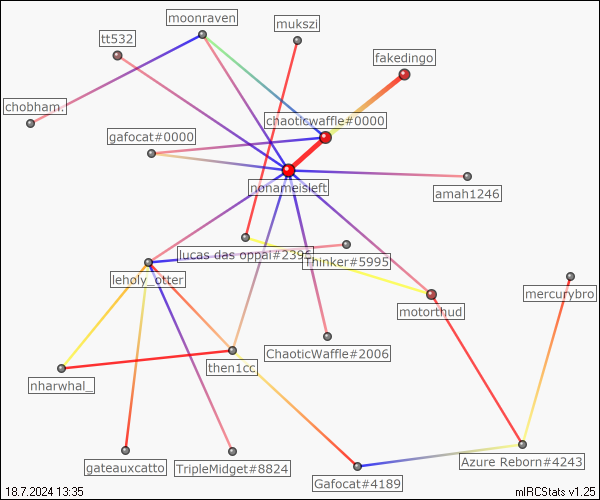 moonraven
mukszi
tt532
fakedingo
chobham.
chaoticwaffle#0000
gafocat#0000
nonameisleft
amah1246
lucas das oppai#2396
Thinker#5995
leholy_otter
mercurybro
motorthud
ChaoticWaffle#2006
then1cc
nharwhal_
gateauxcatto
TripleMidget#8824
Azure Reborn#4243
Gafocat#4189
18.7.2024 13:35
mIRCStats v1.25